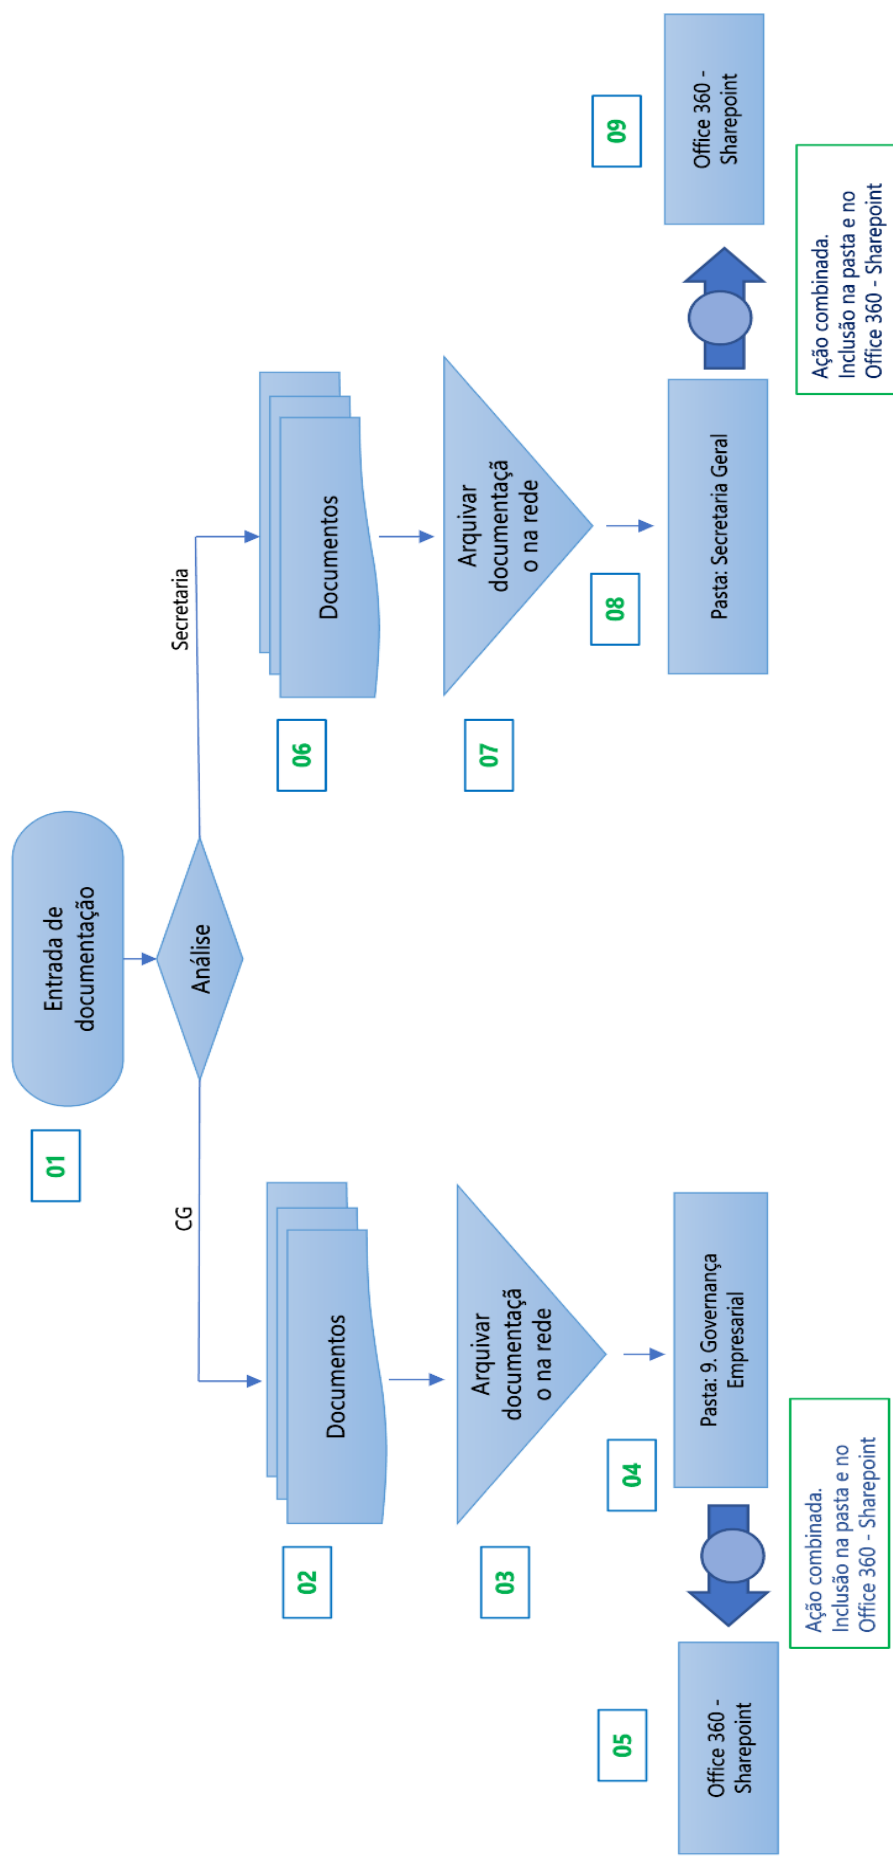 01
Entrada de
documentação
Análise
CG
Secretaria
02
Documentos
03
Arquivar
documentaçã
o na rede
04
Pasta: 9. Governança
Empresarial
05
Office 360 -
Sharepoint
Ação combinada.
Inclusão na pasta e no
Office 360 - Sharepoint
06
Documentos
07
Arquivar
documentaçã
o na rede
08
Pasta: Secretaria Geral
09
Office 360 -
Sharepoint
Ação combinada.
Inclusão na pasta e no
Office 360 - Sharepoint